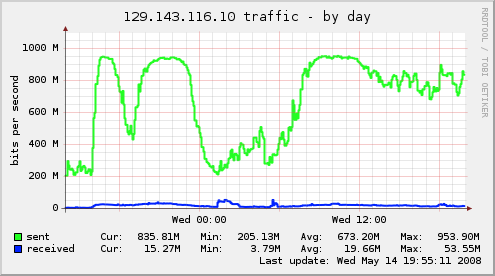 129.143.116.10 traffic - by day
RRDTOOL / TOBI OETIKER
bits per second
1000 M
800 M
600 M
400 M
200 M
0
Wed 00:00 Wed 12:00
sent Cur: 835.81M Min: 205.13M Avg: 673.20M Max: 953.90M
received Cur: 15.27M Min: 3.79M Avg: 19.66M Max: 53.55M
Last update: Wed May 14 19:55:11 2008